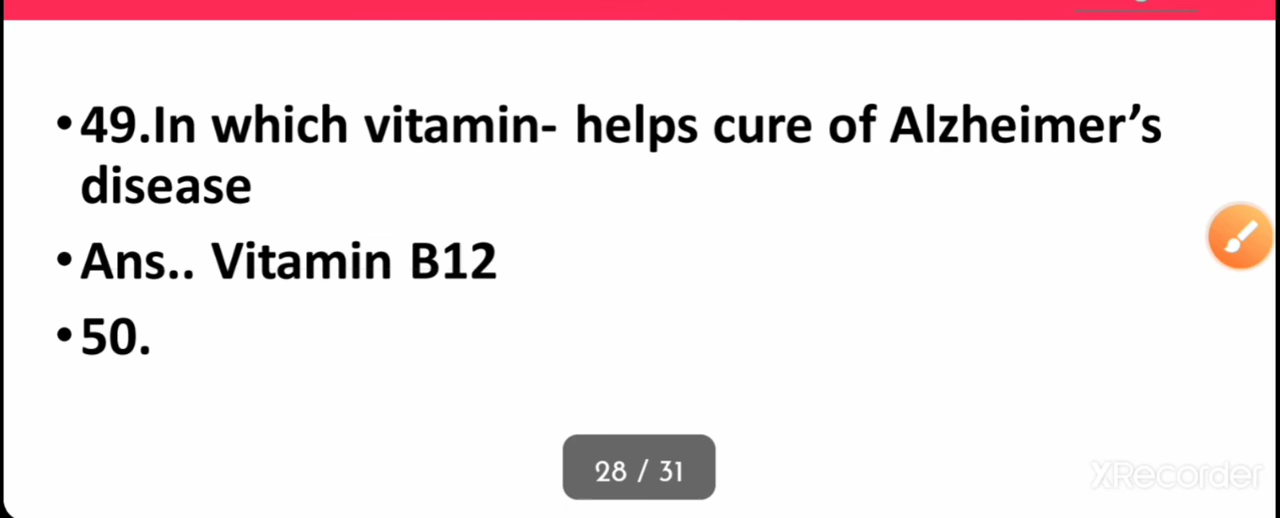 •49.In which vitamin- helps cure of Alzheimer’s
disease
•Ans.. Vitamin B12
•50.
28 / 31
XRecorder